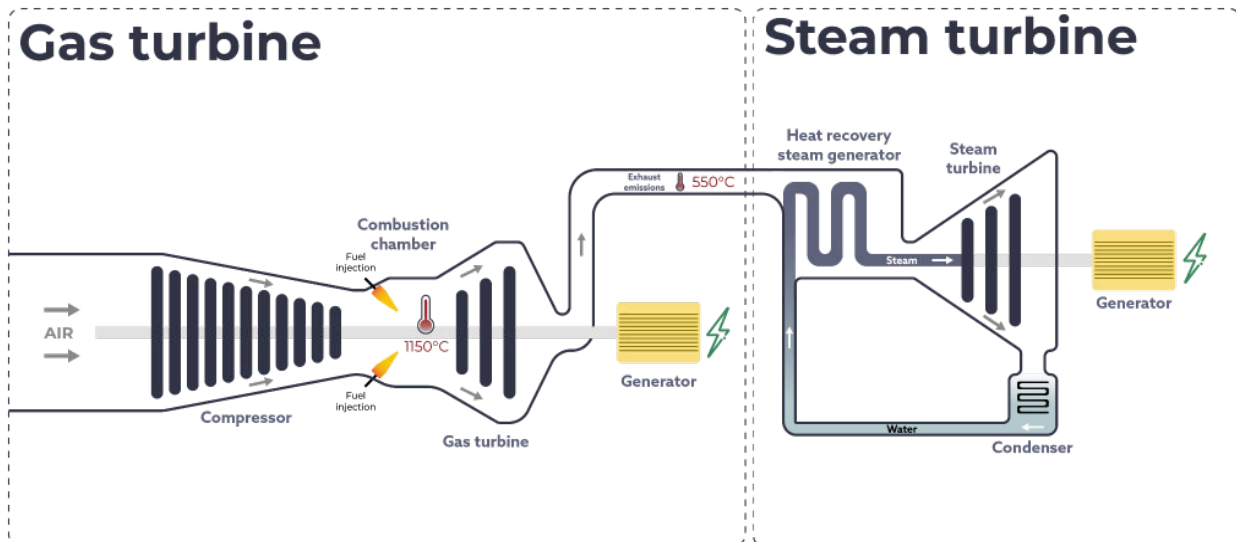 Gas turbine
Steam turbine
Heat recovery
steam generator
Steam
turbine
Exhaust
emissions
550°C
Combustion
chamber
Fuel
injection
Steam
AIR
1150°C
Generator
Generator
Fuel
injection
Compressor
Gas turbine
Water
Condenser